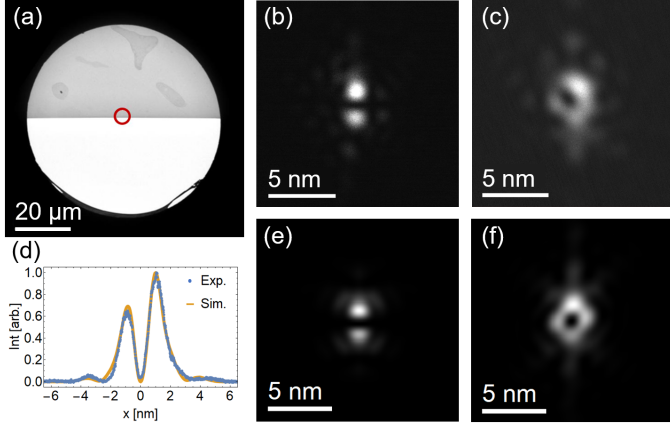 (a)
20 µm
(b)
5 nm
(c)
5 nm
(d)
Int [arb.]
1.0
0.8
0.6
0.4
0.2
0.0
Exp.
Sim.
−6 −4 −2 0 2 4 6
x [nm]
(e)
5 nm
(f)
5 nm